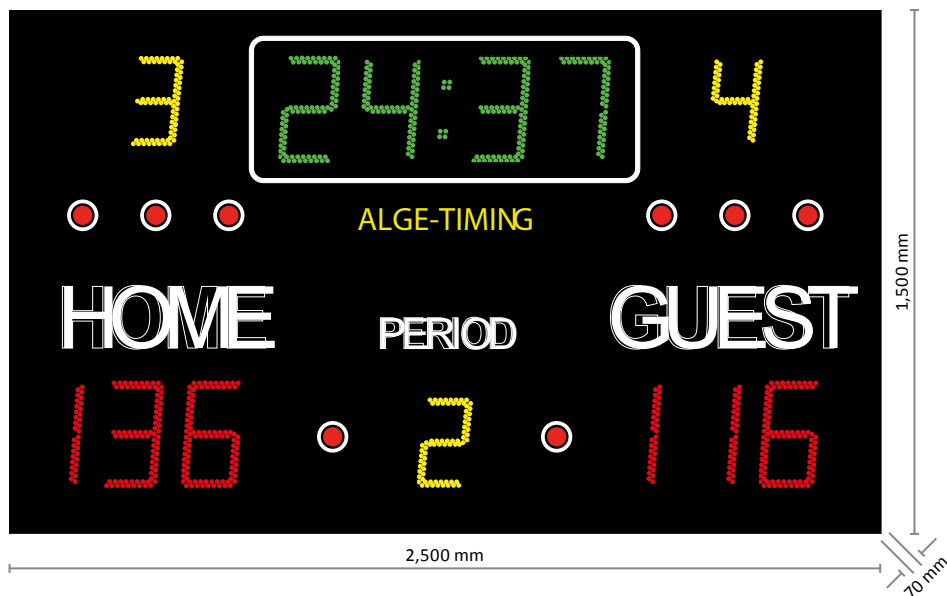 3 24:37 4
ALGE-TIMING
HOME PERIOD GUEST
136 2 116
1,500 mm
2,500 mm
70 mm